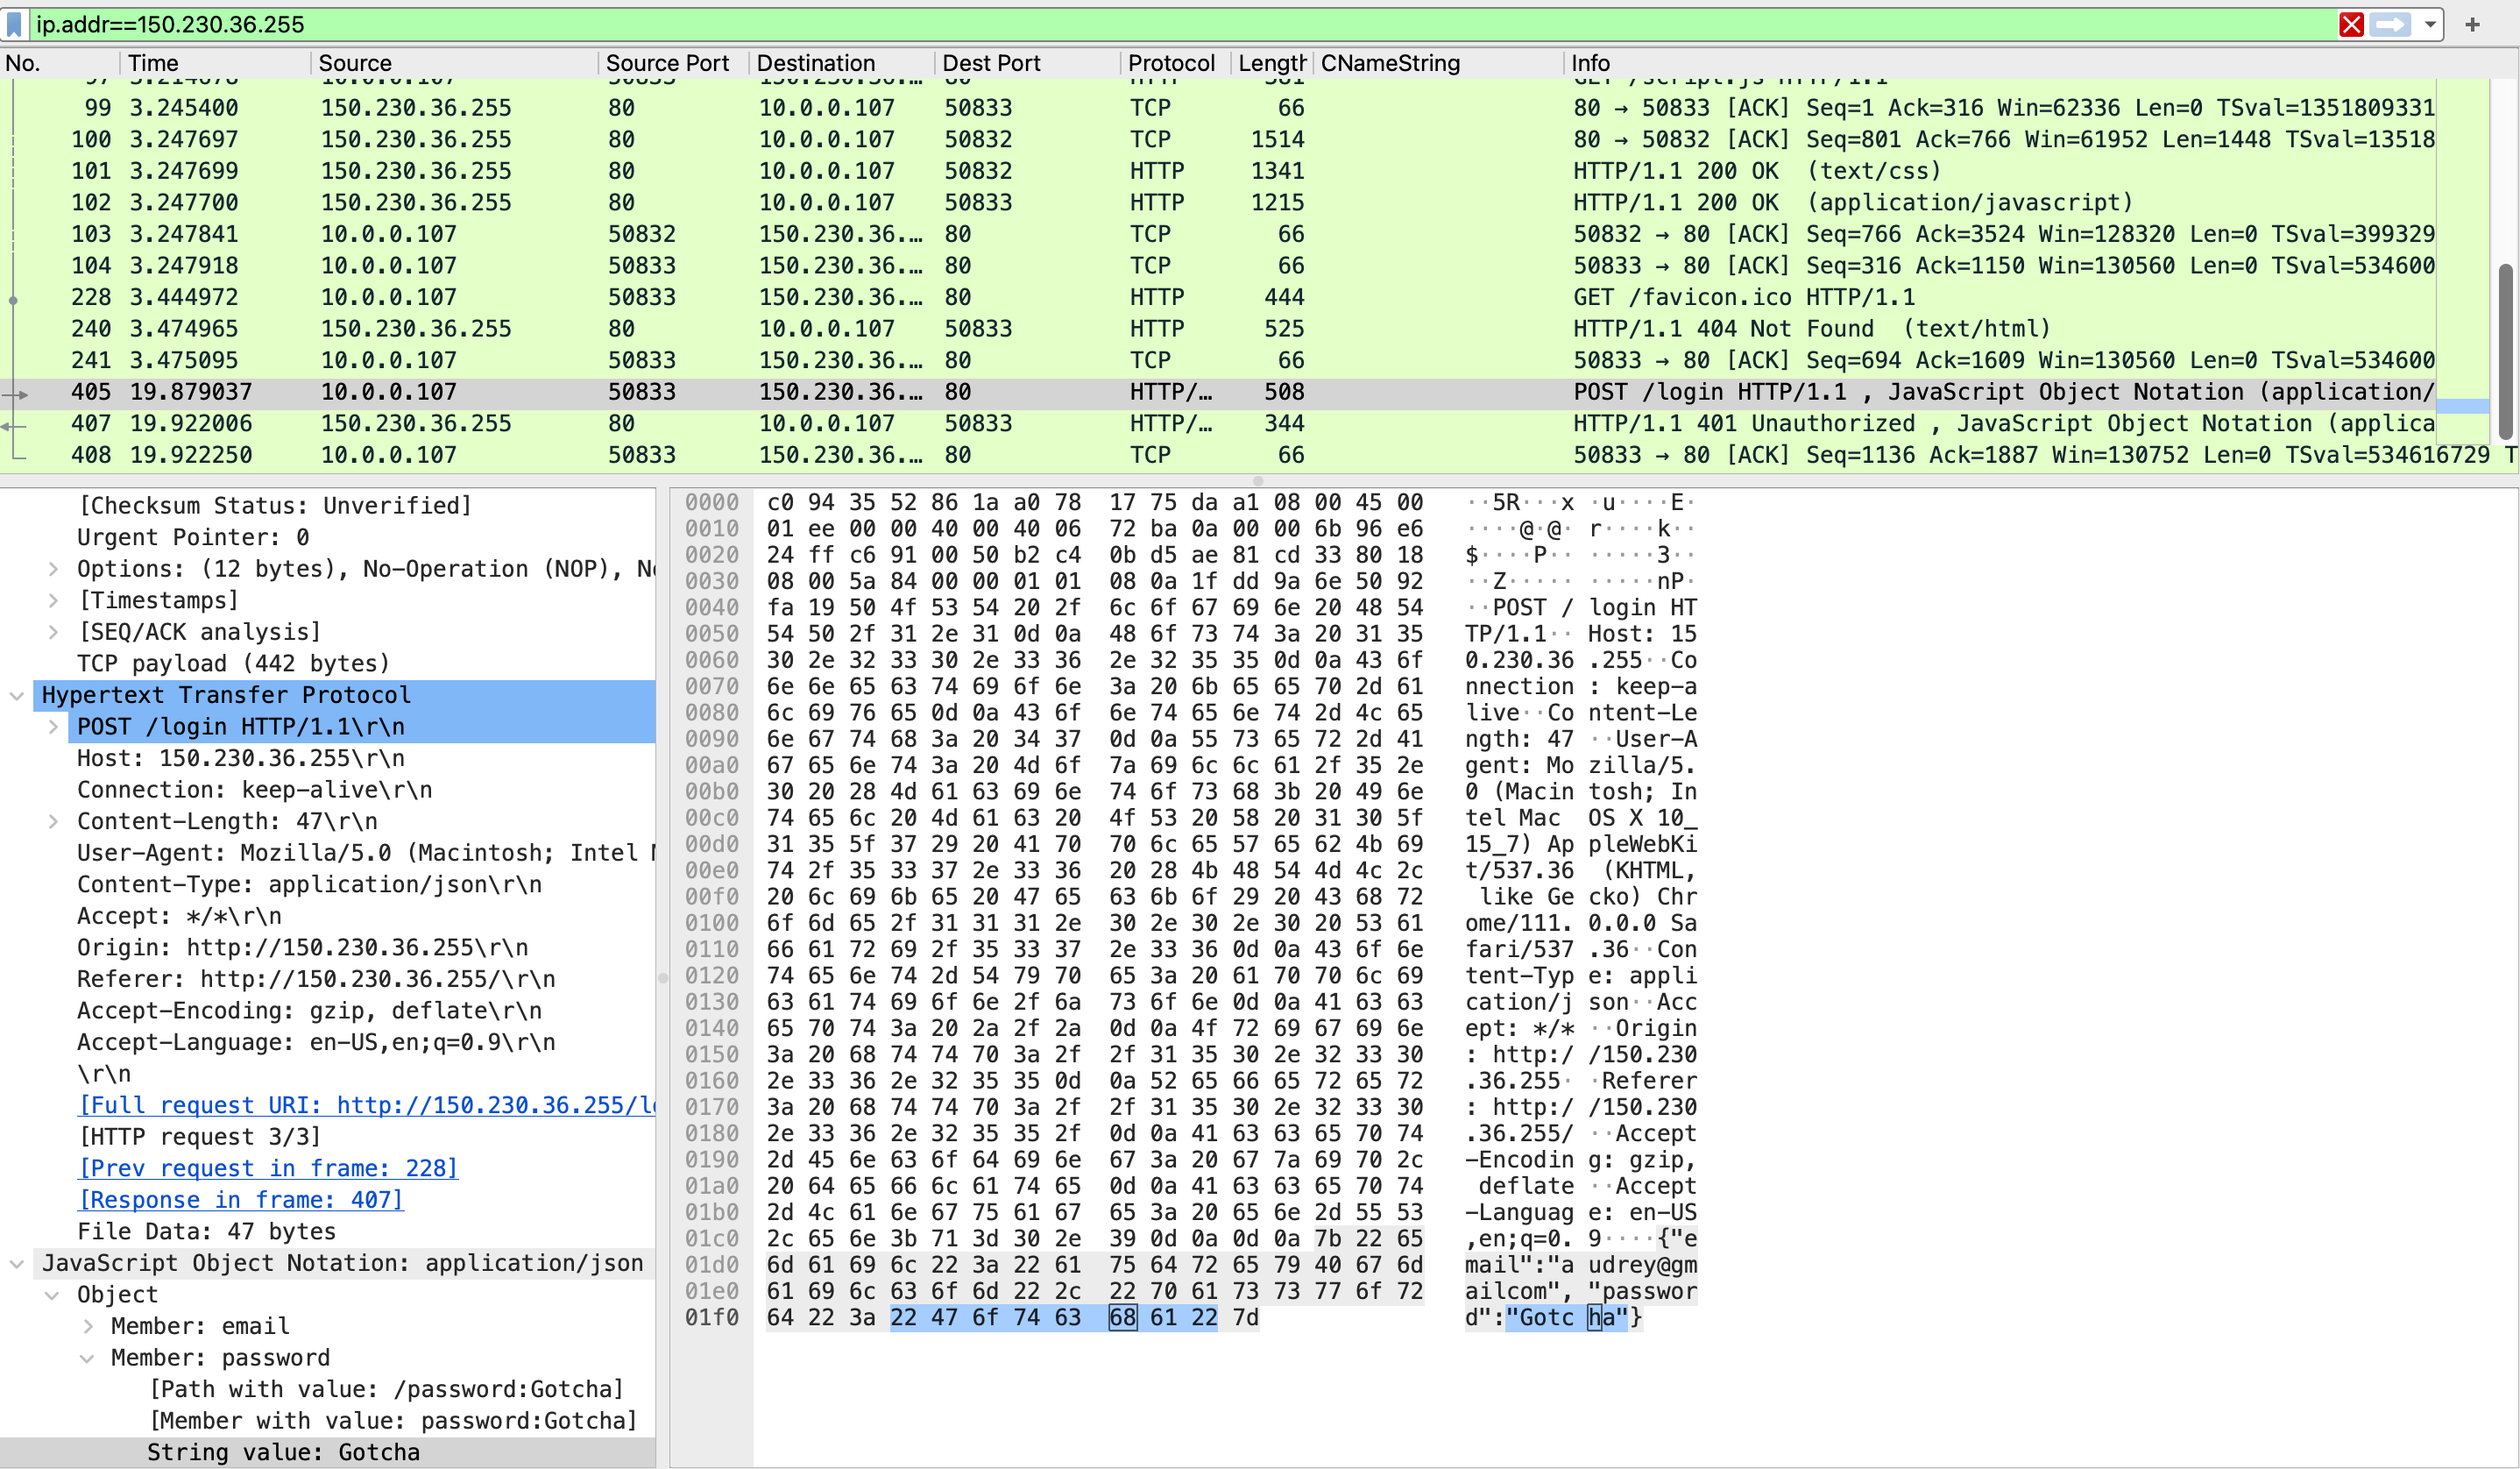 ip.addr==150.230.36.255
No. Time Source Source Port Destination Dest Port Protocol Length CNameString Info
99 3.245400 150.230.36.255 80 10.0.0.107 50833 TCP 66 80 → 50833 [ACK] Seq=1 Ack=316 Win=62336 Len=0 TSval=1351809331
100 3.247697 150.230.36.255 80 10.0.0.107 50832 TCP 1514 80 → 50832 [ACK] Seq=801 Ack=766 Win=61952 Len=1448 TSval=13518
101 3.247699 150.230.36.255 80 10.0.0.107 50832 HTTP 1341 HTTP/1.1 200 OK (text/css)
102 3.247700 150.230.36.255 80 10.0.0.107 50833 HTTP 1215 HTTP/1.1 200 OK (application/javascript)
103 3.247841 10.0.0.107 50832 150.230.36.… 80 TCP 66 50832 → 80 [ACK] Seq=766 Ack=3524 Win=128320 Len=0 TSval=399329
104 3.247918 10.0.0.107 50833 150.230.36.… 80 TCP 66 50833 → 80 [ACK] Seq=316 Ack=1150 Win=130560 Len=0 TSval=534600
228 3.444972 10.0.0.107 50833 150.230.36.… 80 HTTP 444 GET /favicon.ico HTTP/1.1
240 3.474965 150.230.36.255 80 10.0.0.107 50833 HTTP 525 HTTP/1.1 404 Not Found (text/html)
241 3.475095 10.0.0.107 50833 150.230.36.… 80 TCP 66 50833 → 80 [ACK] Seq=694 Ack=1609 Win=130560 Len=0 TSval=534600
405 19.879037 10.0.0.107 50833 150.230.36.… 80 HTTP/… 508 POST /login HTTP/1.1 , JavaScript Object Notation (application/
407 19.922006 150.230.36.255 80 10.0.0.107 50833 HTTP/… 344 HTTP/1.1 401 Unauthorized , JavaScript Object Notation (applica
408 19.922250 10.0.0.107 50833 150.230.36.… 80 TCP 66 50833 → 80 [ACK] Seq=1136 Ack=1887 Win=130752 Len=0 TSval=534616729 T
[Checksum Status: Unverified]
Urgent Pointer: 0
Options: (12 bytes), No-Operation (NOP), N
[Timestamps]
[SEQ/ACK analysis]
TCP payload (442 bytes)
Hypertext Transfer Protocol
POST /login HTTP/1.1\r\n
Host: 150.230.36.255\r\n
Connection: keep-alive\r\n
Content-Length: 47\r\n
User-Agent: Mozilla/5.0 (Macintosh; Intel
Content-Type: application/json\r\n
Accept: */*\r\n
Origin: http://150.230.36.255\r\n
Referer: http://150.230.36.255/\r\n
Accept-Encoding: gzip, deflate\r\n
Accept-Language: en-US,en;q=0.9\r\n
\r\n
[Full request URI: http://150.230.36.255/l
[HTTP request 3/3]
[Prev request in frame: 228]
[Response in frame: 407]
File Data: 47 bytes
JavaScript Object Notation: application/json
Object
Member: email
Member: password
[Path with value: /password:Gotcha]
[Member with value: password:Gotcha]
String value: Gotcha
0000 c0 94 35 52 86 1a a0 78 17 75 da a1 08 00 45 00 ··5R···x ·u····E·
0010 01 ee 00 00 40 00 40 06 72 ba 0a 00 00 6b 96 e6 ····@·@· r····k··
0020 24 ff c6 91 00 50 b2 c4 0b d5 ae 81 cd 33 80 18 $····P·· ·····3··
0030 08 00 5a 84 00 00 01 01 08 0a 1f dd 9a 6e 50 92 ··Z····· ·····nP·
0040 fa 19 50 4f 53 54 20 2f 6c 6f 67 69 6e 20 48 54 ··POST / login HT
0050 54 50 2f 31 2e 31 0d 0a 48 6f 73 74 3a 20 31 35 TP/1.1·· Host: 15
0060 30 2e 32 33 30 2e 33 36 2e 32 35 35 0d 0a 43 6f 0.230.36 .255··Co
0070 6e 6e 65 63 74 69 6f 6e 3a 20 6b 65 65 70 2d 61 nnection : keep-a
0080 6c 69 76 65 0d 0a 43 6f 6e 74 65 6e 74 2d 4c 65 live··Co ntent-Le
0090 6e 67 74 68 3a 20 34 37 0d 0a 55 73 65 72 2d 41 ngth: 47 ··User-A
00a0 67 65 6e 74 3a 20 4d 6f 7a 69 6c 6c 61 2f 35 2e gent: Mo zilla/5.
00b0 30 20 28 4d 61 63 69 6e 74 6f 73 68 3b 20 49 6e 0 (Macin tosh; In
00c0 74 65 6c 20 4d 61 63 20 4f 53 20 58 20 31 30 5f tel Mac OS X 10_
00d0 31 35 5f 37 29 20 41 70 70 6c 65 57 65 62 4b 69 15_7) Ap pleWebKi
00e0 74 2f 35 33 37 2e 33 36 20 28 4b 48 54 4d 4c 2c t/537.36 (KHTML,
00f0 20 6c 69 6b 65 20 47 65 63 6b 6f 29 20 43 68 72 like Ge cko) Chr
0100 6f 6d 65 2f 31 31 31 2e 30 2e 30 2e 30 20 53 61 ome/111. 0.0.0 Sa
0110 66 61 72 69 2f 35 33 37 2e 33 36 0d 0a 43 6f 6e fari/537 .36··Con
0120 74 65 6e 74 2d 54 79 70 65 3a 20 61 70 70 6c 69 tent-Typ e: appli
0130 63 61 74 69 6f 6e 2f 6a 73 6f 6e 0d 0a 41 63 63 cation/j son··Acc
0140 65 70 74 3a 20 2a 2f 2a 0d 0a 4f 72 69 67 69 6e ept: */* ··Origin
0150 3a 20 68 74 74 70 3a 2f 2f 31 35 30 2e 32 33 30 : http:/ /150.230
0160 2e 33 36 2e 32 35 35 0d 0a 52 65 66 65 72 65 72 .36.255· ·Referer
0170 3a 20 68 74 74 70 3a 2f 2f 31 35 30 2e 32 33 30 : http:/ /150.230
0180 2e 33 36 2e 32 35 35 2f 0d 0a 41 63 63 65 70 74 .36.255/ ··Accept
0190 2d 45 6e 63 6f 64 69 6e 67 3a 20 67 7a 69 70 2c -Encodin g: gzip,
01a0 20 64 65 66 6c 61 74 65 0d 0a 41 63 63 65 70 74 deflate ··Accept
01b0 2d 4c 61 6e 67 75 61 67 65 3a 20 65 6e 2d 55 53 -Languag e: en-US
01c0 2c 65 6e 3b 71 3d 30 2e 39 0d 0a 0d 0a 7b 22 65 ,en;q=0. 9····{"e
01d0 6d 61 69 6c 22 3a 22 61 75 64 72 65 79 40 67 6d mail":"a udrey@gm
01e0 61 69 6c 63 6f 6d 22 2c 22 70 61 73 73 77 6f 72 ailcom", "passwor
01f0 64 22 3a 22 47 6f 74 63 68 61 22 7d d":"Gotc ha"}